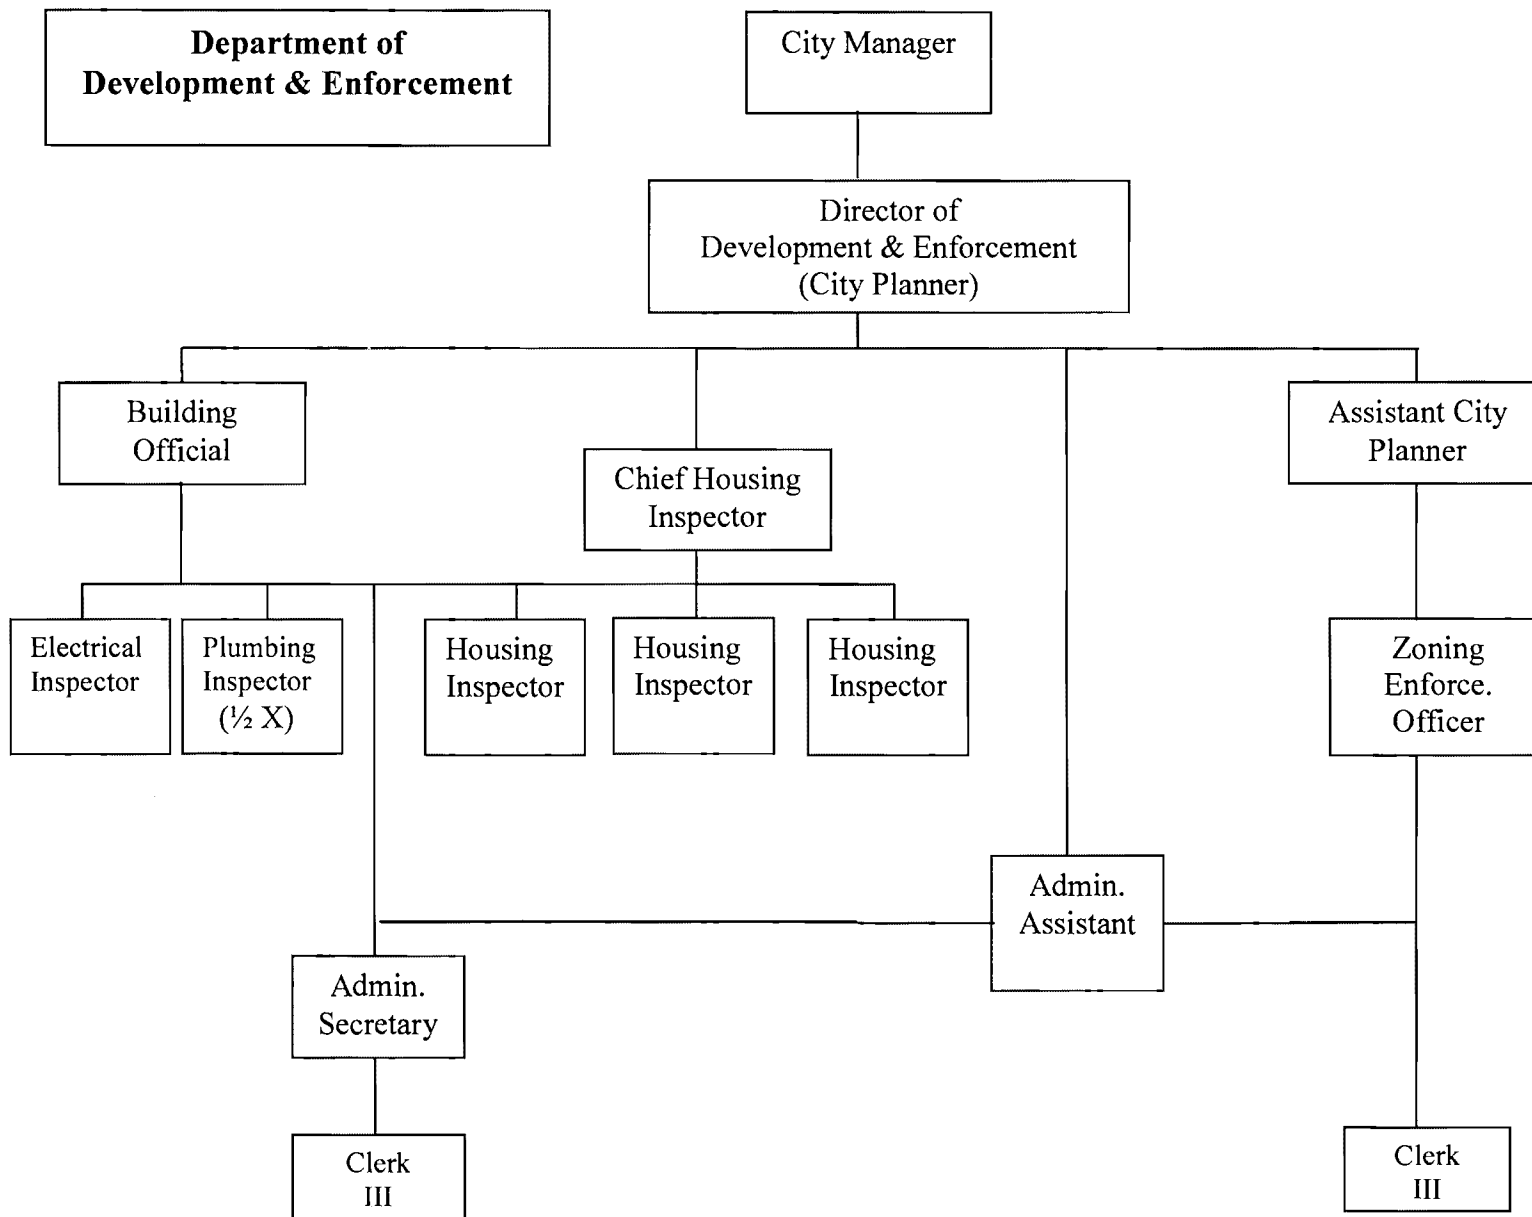 Department of
Development & Enforcement
City Manager
Director of
Development & Enforcement
(City Planner)
Building
Official
Chief Housing
Inspector
Assistant City
Planner
Electrical
Inspector
Plumbing
Inspector
(½ X)
Housing
Inspector
Housing
Inspector
Housing
Inspector
Zoning
Enforce.
Officer
Admin.
Assistant
Admin.
Secretary
Clerk
III
Clerk
III